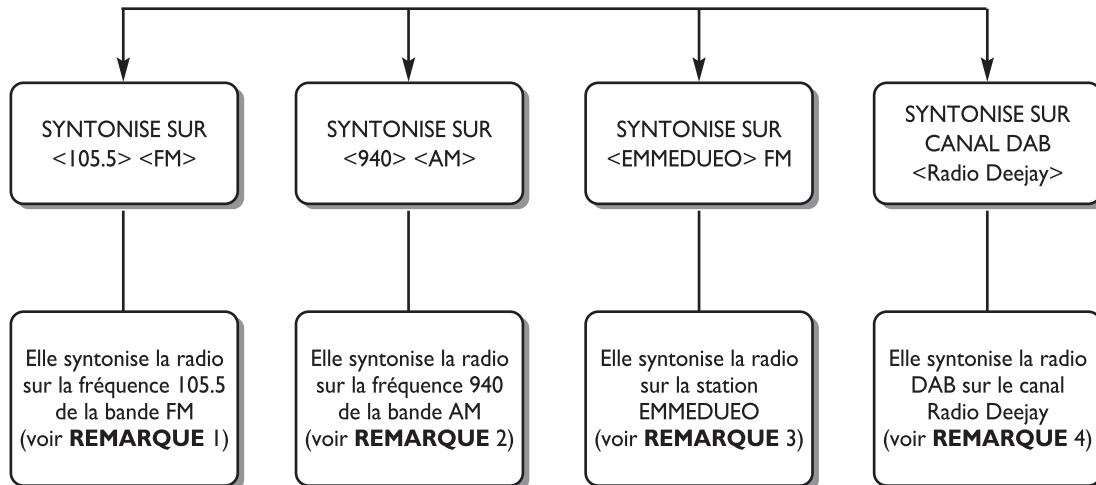 SYNTONISE SUR
<105.5> <FM>
SYNTONISE SUR
<940> <AM>
SYNTONISE SUR
<EMMEDUEO> FM
SYNTONISE SUR
CANAL DAB
<Radio Deejay>
Elle syntonise la radio
sur la fréquence 105.5
de la bande FM
(voir REMARQUE 1)
Elle syntonise la radio
sur la fréquence 940
de la bande AM
(voir REMARQUE 2)
Elle syntonise la radio
sur la station
EMMEDUEO
(voir REMARQUE 3)
Elle syntonise la radio
DAB sur le canal
Radio Deejay
(voir REMARQUE 4)